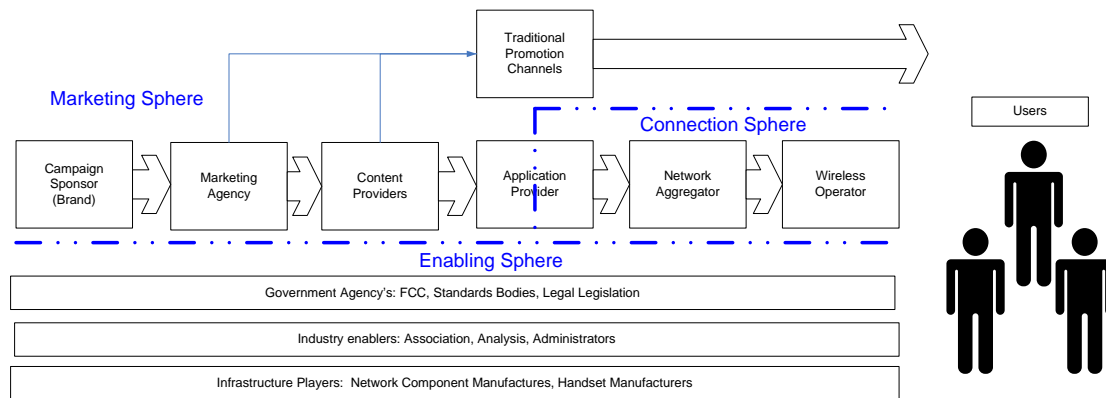 Traditional
Promotion
Channels
Marketing Sphere
Connection Sphere
Users
Campaign
Sponsor
(Brand)
Marketing
Agency
Content
Providers
Application
Provider
Network
Aggregator
Wireless
Operator
Enabling Sphere
Government Agency's: FCC, Standards Bodies, Legal Legislation
Industry enablers: Association, Analysis, Administrators
Infrastructure Players: Network Component Manufactures, Handset Manufacturers